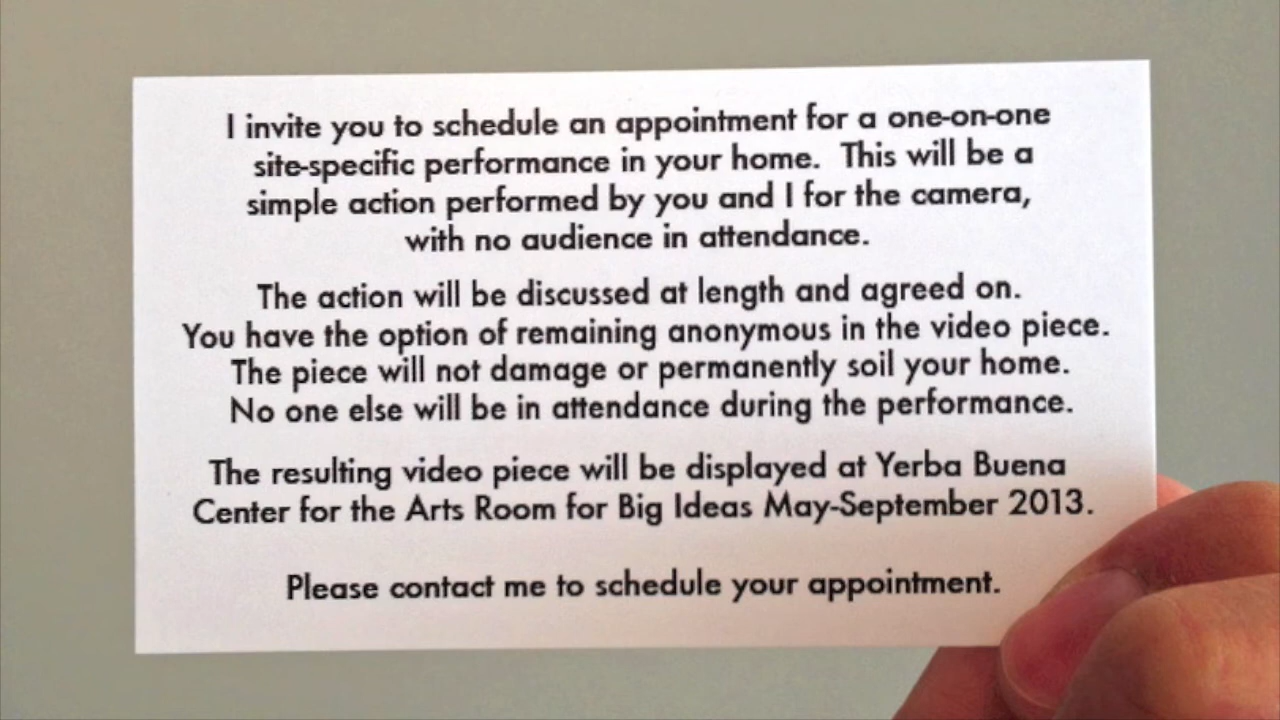 I invite you to schedule an appointment for a one-on-one
site-specific performance in your home.  This will be a
simple action performed by you and I for the camera,
with no audience in attendance.
The action will be discussed at length and agreed on.
You have the option of remaining anonymous in the video piece.
The piece will not damage or permanently soil your home.
No one else will be in attendance during the performance.
The resulting video piece will be displayed at Yerba Buena
Center for the Arts Room for Big Ideas May-September 2013.
Please contact me to schedule your appointment.